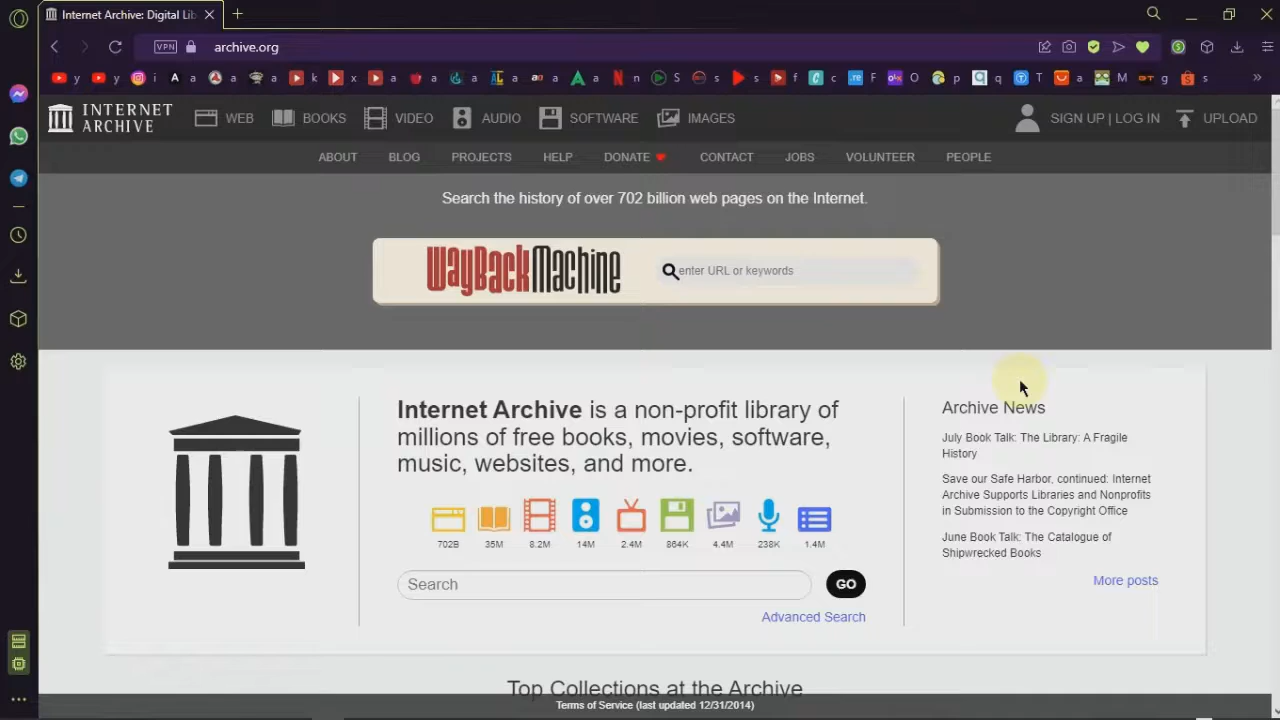 Internet Archive: Digital Lib
VPN
archive.org
y y i A a a a k x a a a AL a an a A a N n S s s f c a .re F O p q T a M g s
INTERNET
ARCHIVE
WEB BOOKS VIDEO AUDIO SOFTWARE IMAGES SIGN UP | LOG IN UPLOAD
ABOUT BLOG PROJECTS HELP DONATE CONTACT JOBS VOLUNTEER PEOPLE
Search the history of over 702 billion web pages on the Internet.
WayBackMachine enter URL or keywords
Internet Archive is a non-profit library of
millions of free books, movies, software,
music, websites, and more.
702B 35M 8.2M 14M 2.4M 864K 4.4M 238K 1.4M
Search GO
Advanced Search
Archive News
July Book Talk: The Library: A Fragile
History
Save our Safe Harbor, continued: Internet
Archive Supports Libraries and Nonprofits
in Submission to the Copyright Office
June Book Talk: The Catalogue of
Shipwrecked Books
More posts
Top Collections at the Archive
Terms of Service (last updated 12/31/2014)